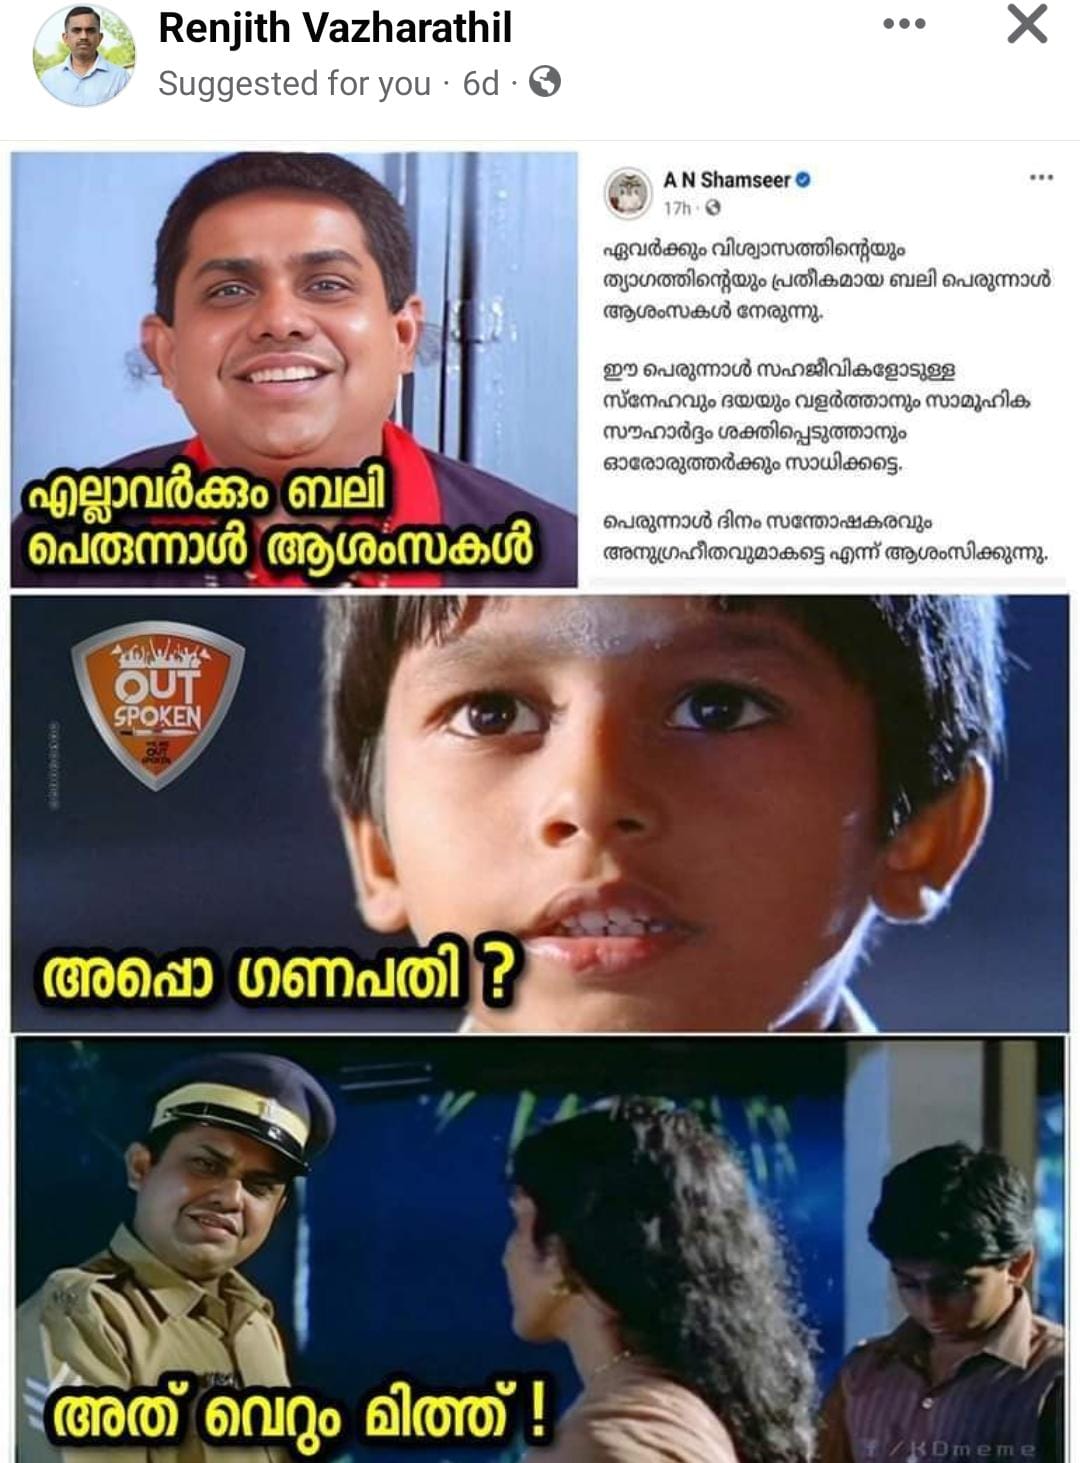 Renjith Vazharathil
Suggested for you · 6d ·
എല്ലാവർക്കും ബലി
പെരുന്നാൾ ആശംസകൾ
A N Shamseer
17h ·
ഏവർക്കും വിശ്വാസത്തിന്റെയും
ത്യാഗത്തിന്റെയും പ്രതീകമായ ബലി പെരുന്നാൾ
ആശംസകൾ നേരുന്നു.
ഈ പെരുന്നാൾ സഹജീവികളോടുള്ള
സ്നേഹവും ദയയും വളർത്താനും സാമൂഹിക
സൗഹാർദ്ദം ശക്തിപ്പെടുത്താനും
ഓരോരുത്തർക്കും സാധിക്കട്ടെ.
പെരുന്നാൾ ദിനം സന്തോഷകരവും
അനുഗ്രഹീതവുമാകട്ടെ എന്ന് ആശംസിക്കുന്നു.
OUT
SPOKEN
അപ്പൊ ഗണപതി ?
അത് വെറും മിത്ത് !
f / KDmeme